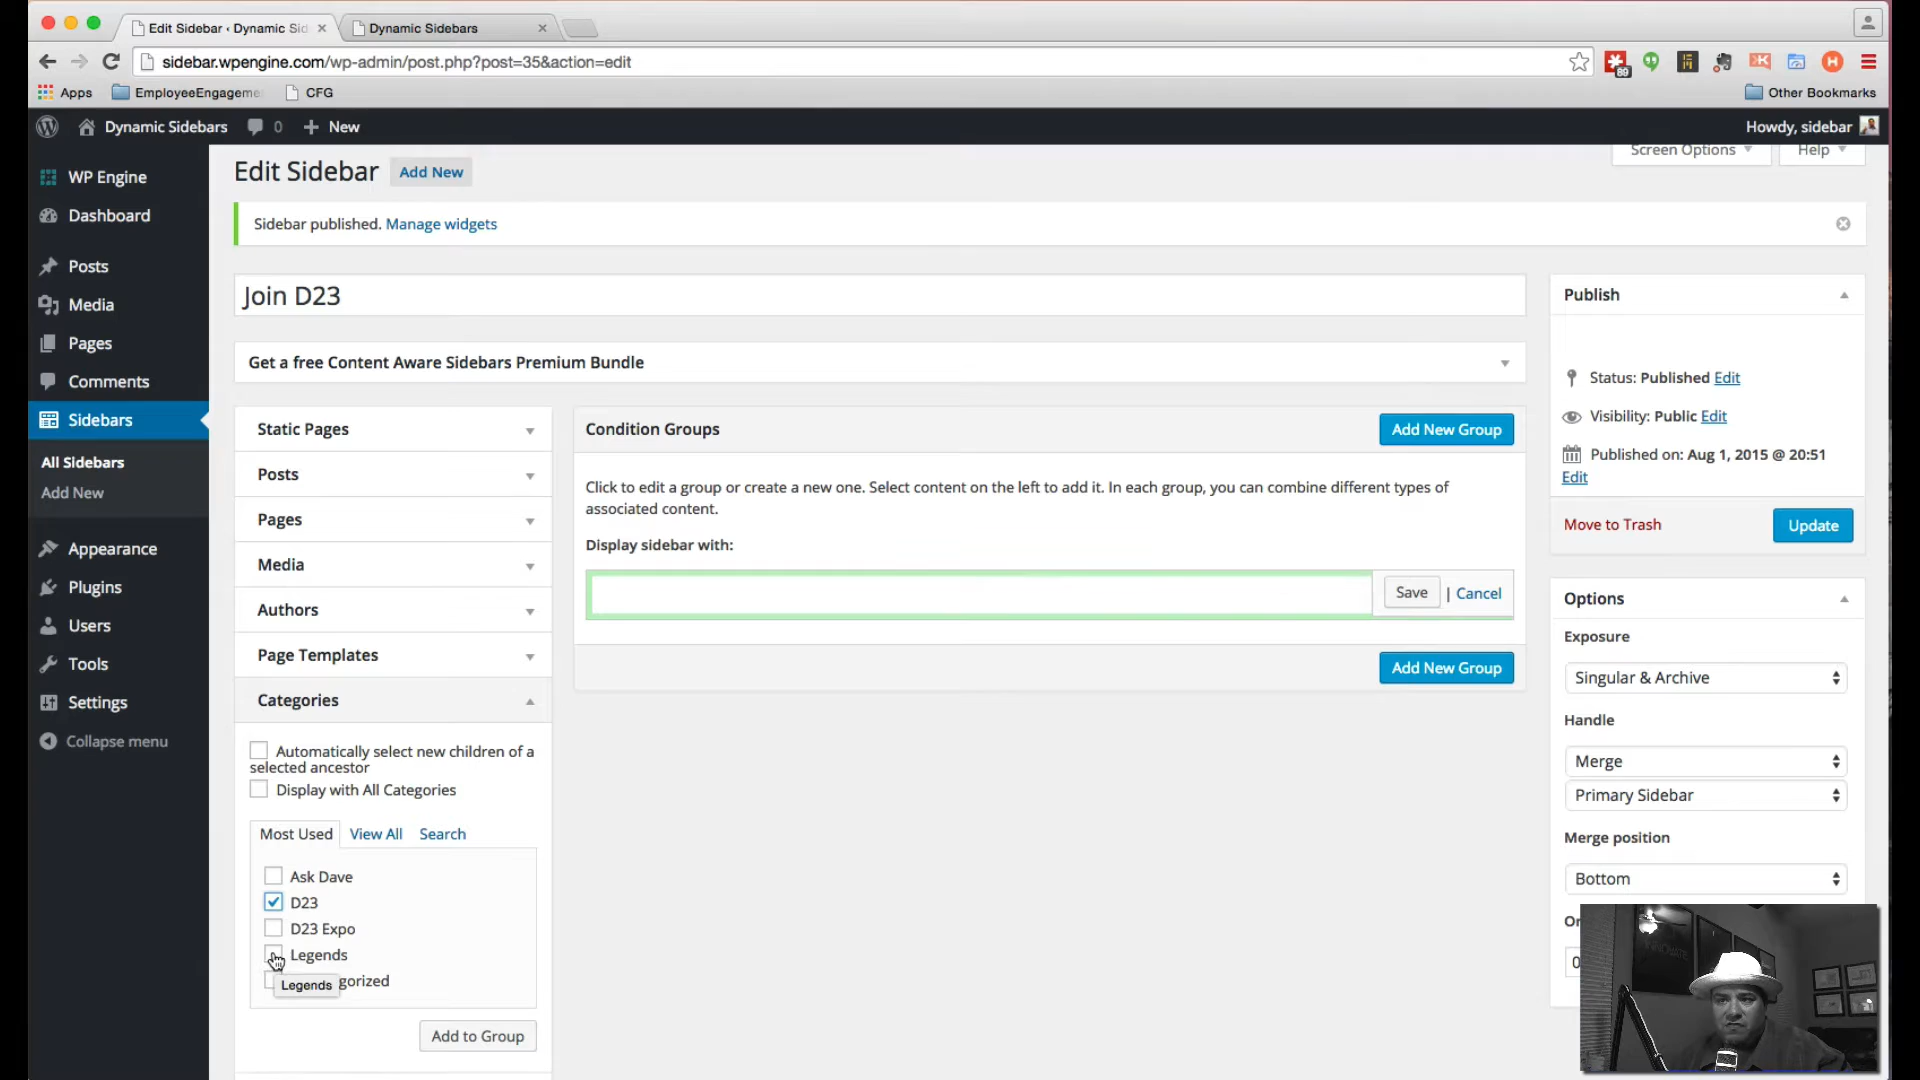 Edit Sidebar ‹ Dynamic Sid
Dynamic Sidebars
sidebar.wpengine.com/wp-admin/post.php?post=35&action=edit
89
Apps
EmployeeEngageme
CFG
Other Bookmarks
Dynamic Sidebars
0
New
Howdy, sidebar
WP Engine
Dashboard
Posts
Media
Pages
Comments
Sidebars
All Sidebars
Add New
Appearance
Plugins
Users
Tools
Settings
Collapse menu
Edit Sidebar
Add New
Screen Options
Help
Sidebar published. Manage widgets
Join D23
Get a free Content Aware Sidebars Premium Bundle
Static Pages
Posts
Pages
Media
Authors
Page Templates
Categories
Automatically select new children of a
selected ancestor
Display with All Categories
Most Used
View All
Search
Ask Dave
D23
D23 Expo
Legends
gorized
Legends
Add to Group
Condition Groups
Add New Group
Click to edit a group or create a new one. Select content on the left to add it. In each group, you can combine different types of
associated content.
Display sidebar with:
Save | Cancel
Add New Group
Publish
Status: Published Edit
Visibility: Public Edit
Published on: Aug 1, 2015 @ 20:51
Edit
Move to Trash
Update
Options
Exposure
Singular & Archive
Handle
Merge
Primary Sidebar
Merge position
Bottom
Or
0